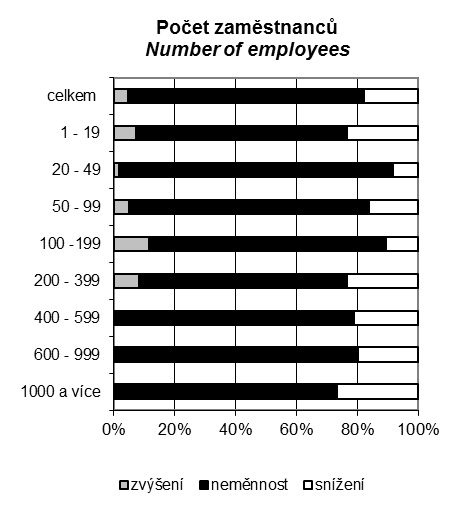 Počet zaměstnanců
Number of employees
celkem
1 - 19
20 - 49
50 - 99
100 -199
200 - 399
400 - 599
600 - 999
1000 a více
0% 20% 40% 60% 80% 100%
zvýšení neměnnost snížení